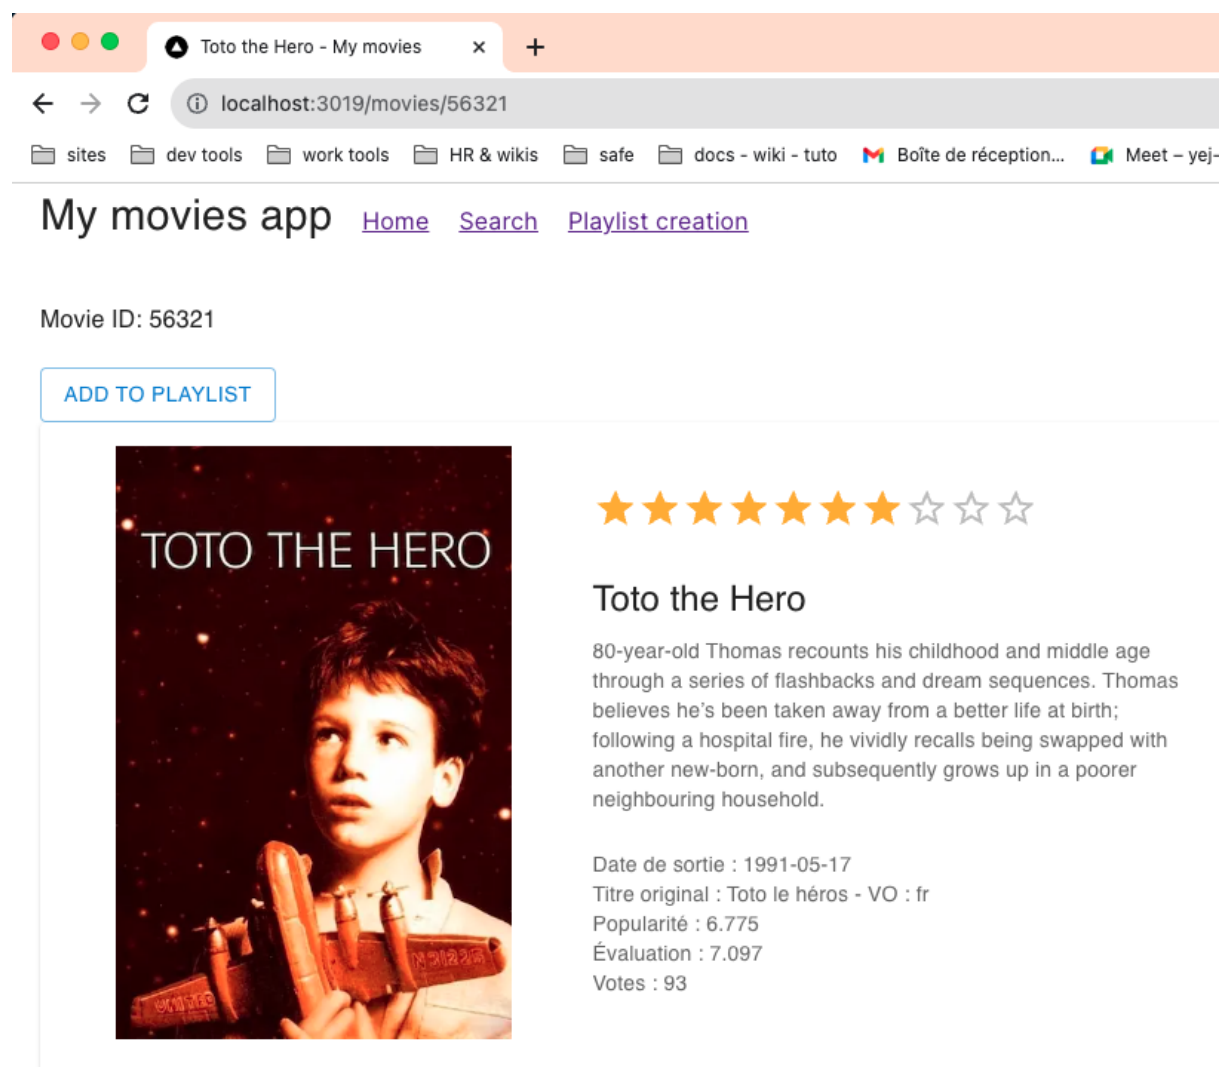 Toto the Hero - My movies
localhost:3019/movies/56321
sites dev tools work tools HR & wikis safe docs - wiki - tuto Boîte de réception... Meet – yej-
My movies app Home Search Playlist creation
Movie ID: 56321
ADD TO PLAYLIST
TOTO THE HERO
N31225
UNITED
Toto the Hero
80-year-old Thomas recounts his childhood and middle age
through a series of flashbacks and dream sequences. Thomas
believes he’s been taken away from a better life at birth;
following a hospital fire, he vividly recalls being swapped with
another new-born, and subsequently grows up in a poorer
neighbouring household.
Date de sortie : 1991-05-17
Titre original : Toto le héros - VO : fr
Popularité : 6.775
Évaluation : 7.097
Votes : 93